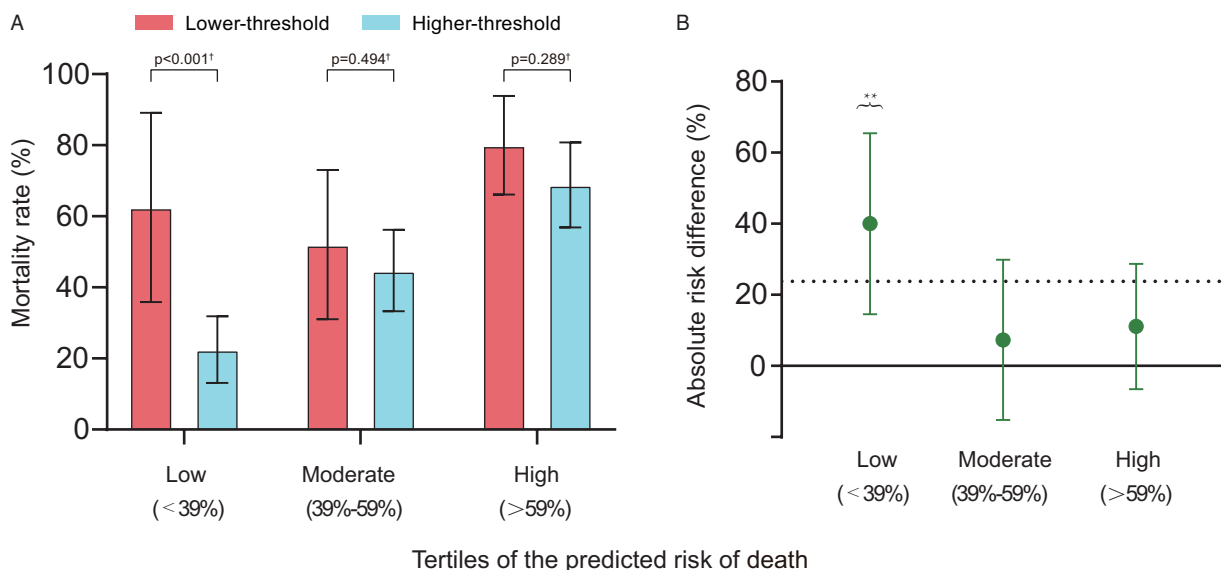 A
Lower-threshold
Higher-threshold
p<0.001†
p=0.494†
p=0.289†
Mortality rate (%)
100
80
60
40
20
0
Low
Moderate
High
(<39%)
(39%-59%)
(>59%)
B
**
Absolute risk difference (%)
80
60
40
20
0
Low
Moderate
High
(<39%)
(39%-59%)
(>59%)
Tertiles of the predicted risk of death